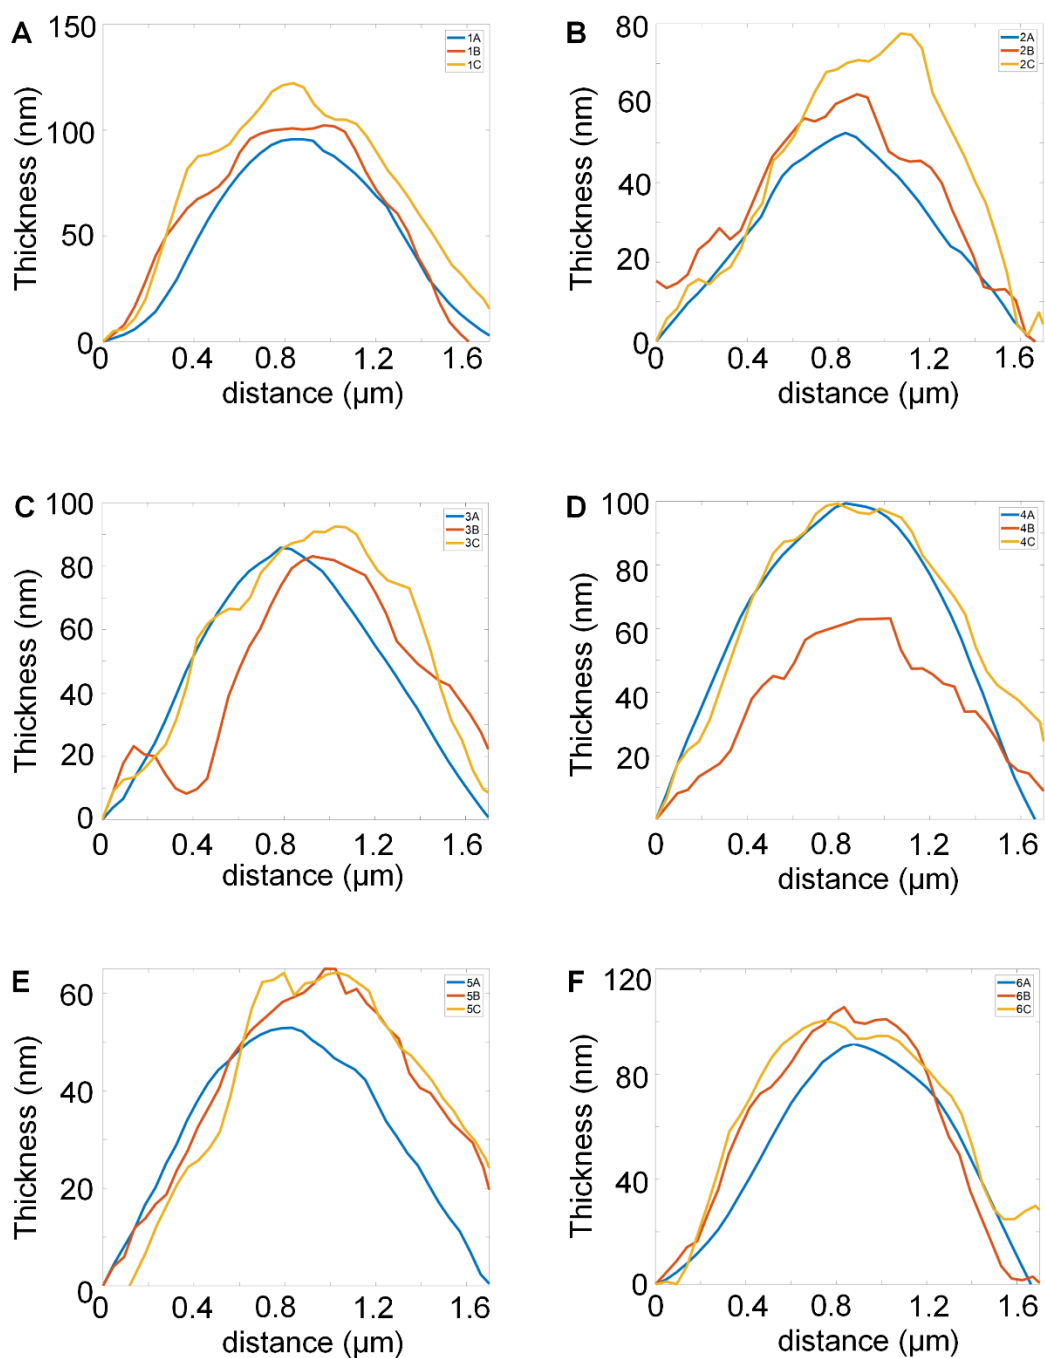 A
150
100
50
0
Thickness (nm)
1A
1B
1C
0 0.4 0.8 1.2 1.6
distance (µm)
B
80
60
40
20
0
Thickness (nm)
2A
2B
2C
0 0.4 0.8 1.2 1.6
distance (µm)
C
100
80
60
40
20
0
Thickness (nm)
3A
3B
3C
0 0.4 0.8 1.2 1.6
distance (µm)
D
100
80
60
40
20
Thickness (nm)
4A
4B
4C
0 0.4 0.8 1.2 1.6
distance (µm)
E
60
40
20
0
Thickness (nm)
5A
5B
5C
0 0.4 0.8 1.2 1.6
distance (µm)
F
120
80
40
0
Thickness (nm)
6A
6B
6C
0 0.4 0.8 1.2 1.6
distance (µm)